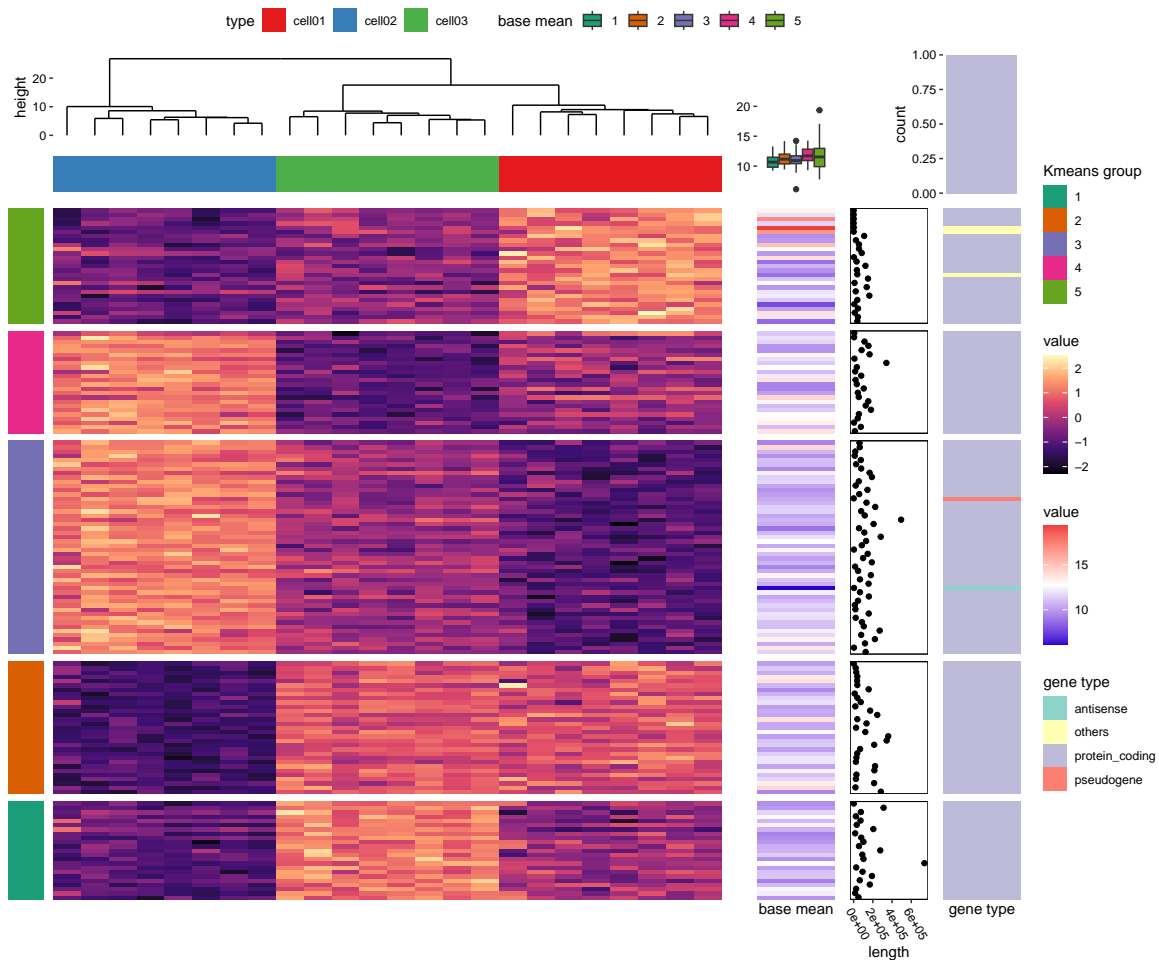 type cell01 cell02 cell03 base mean 1 2 3 4 5
height
20
10
0
20
15
10
count
1.00
0.75
0.50
0.25
0.00
Kmeans group
1
2
3
4
5
value
2
1
0
−1
−2
value
15
10
gene type
antisense
others
protein_coding
pseudogene
base mean
0e+00
2e+05
4e+05
6e+05
length
gene type